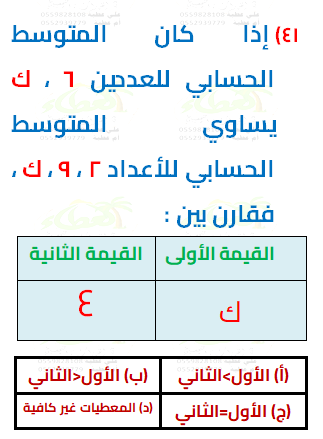 ٤١) إذا كان المتوسط
الحسابي للعددين ٦ ، ك
يساوي المتوسط
الحسابي للأعداد ٢ ، ٩ ، ك ،
فقارن بين :
القيمة الأولى القيمة الثانية
ك ٤
(أ) الأول>الثاني (ب) الأول<الثاني
(ج) الأول=الثاني (د) المعطيات غير كافية